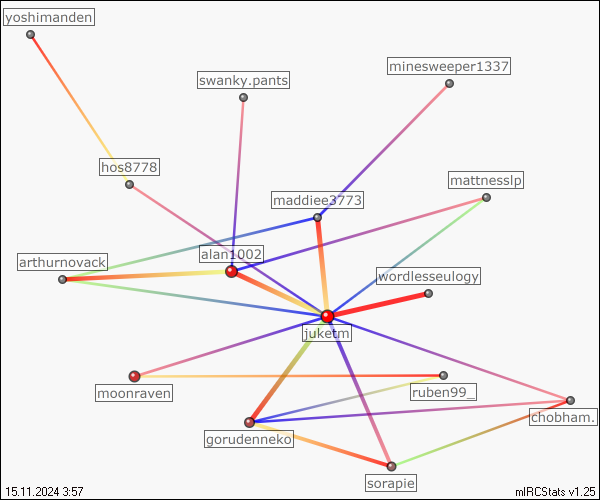 yoshimanden
minesweeper1337
swanky.pants
hos8778
mattnesslp
maddiee3773
alan1002
arthurnovack
wordlesseulogy
juketm
moonraven
ruben99_
chobham.
gorudenneko
sorapie
15.11.2024 3:57
mIRCStats v1.25